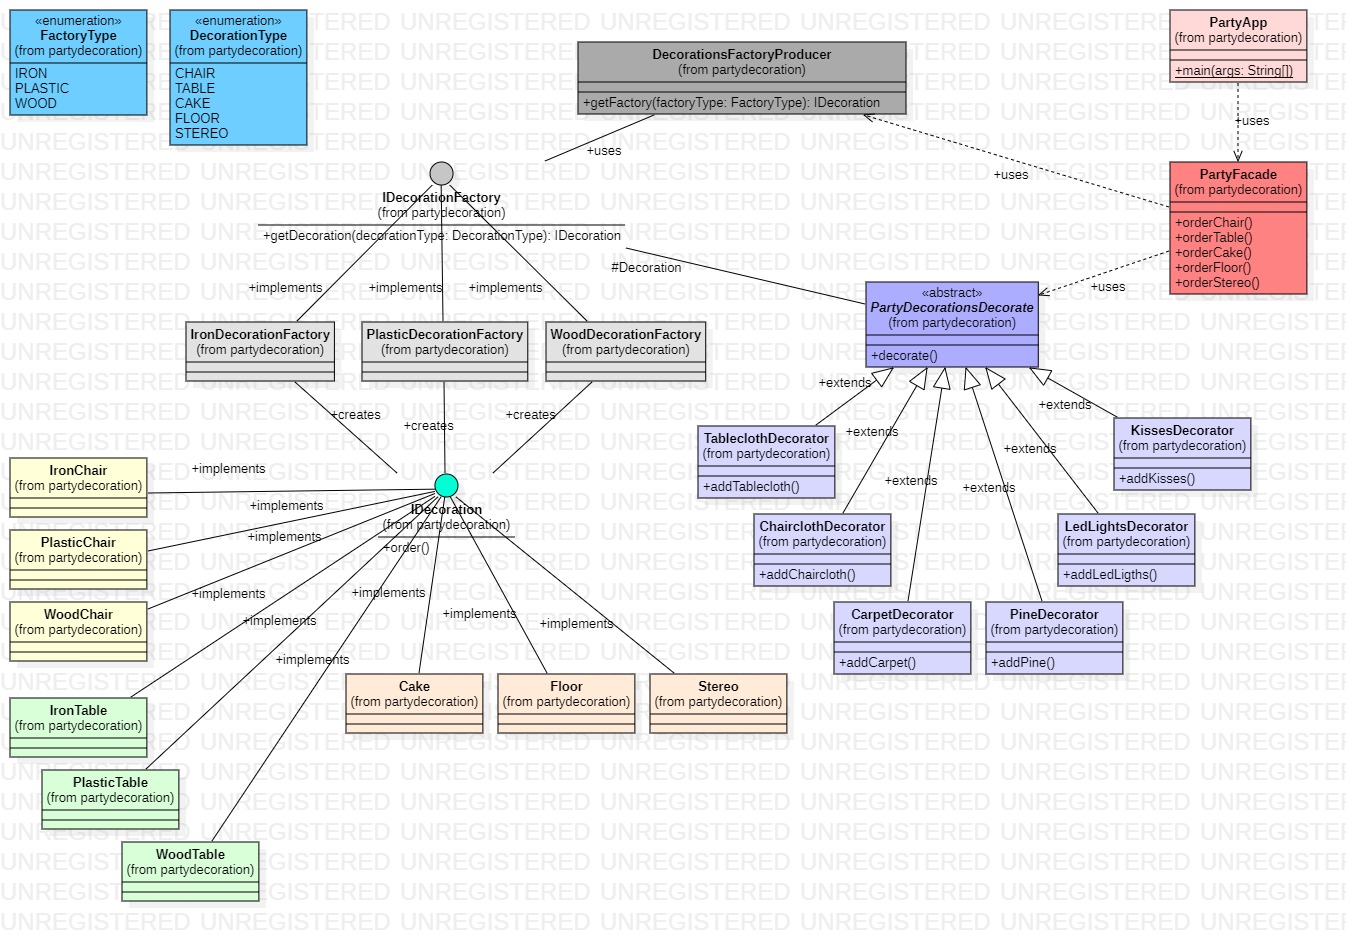 «enumeration»
FactoryType
(from partydecoration)
IRON
PLASTIC
WOOD
«enumeration»
DecorationType
(from partydecoration)
CHAIR
TABLE
CAKE
FLOOR
STEREO
DecorationsFactoryProducer
(from partydecoration)
+getFactory(factoryType: FactoryType): IDecoration
PartyApp
(from partydecoration)
+main(args: String[])
+uses
+uses
+uses
+uses
PartyFacade
(from partydecoration)
+orderChair()
+orderTable()
+orderCake()
+orderFloor()
+orderStereo()
IDecorationFactory
(from partydecoration)
+getDecoration(decorationType: DecorationType): IDecoration
#Decoration
+implements
+implements
+implements
«abstract»
PartyDecorationsDecorate
(from partydecoration)
+decorate()
IronDecorationFactory
(from partydecoration)
PlasticDecorationFactory
(from partydecoration)
WoodDecorationFactory
(from partydecoration)
+creates
+creates
+creates
+extends
+extends
+extends
+extends
+extends
+extends
TableclothDecorator
(from partydecoration)
+addTablecloth()
KissesDecorator
(from partydecoration)
+addKisses()
ChairclothDecorator
(from partydecoration)
+addChaircloth()
LedLightsDecorator
(from partydecoration)
+addLedLigths()
CarpetDecorator
(from partydecoration)
+addCarpet()
PineDecorator
(from partydecoration)
+addPine()
IDecoration
(from partydecoration)
+order()
+implements
+implements
+implements
+implements
+implements
+implements
+implements
+implements
+implements
IronChair
(from partydecoration)
PlasticChair
(from partydecoration)
WoodChair
(from partydecoration)
IronTable
(from partydecoration)
PlasticTable
(from partydecoration)
WoodTable
(from partydecoration)
Cake
(from partydecoration)
Floor
(from partydecoration)
Stereo
(from partydecoration)
UNREGISTERED